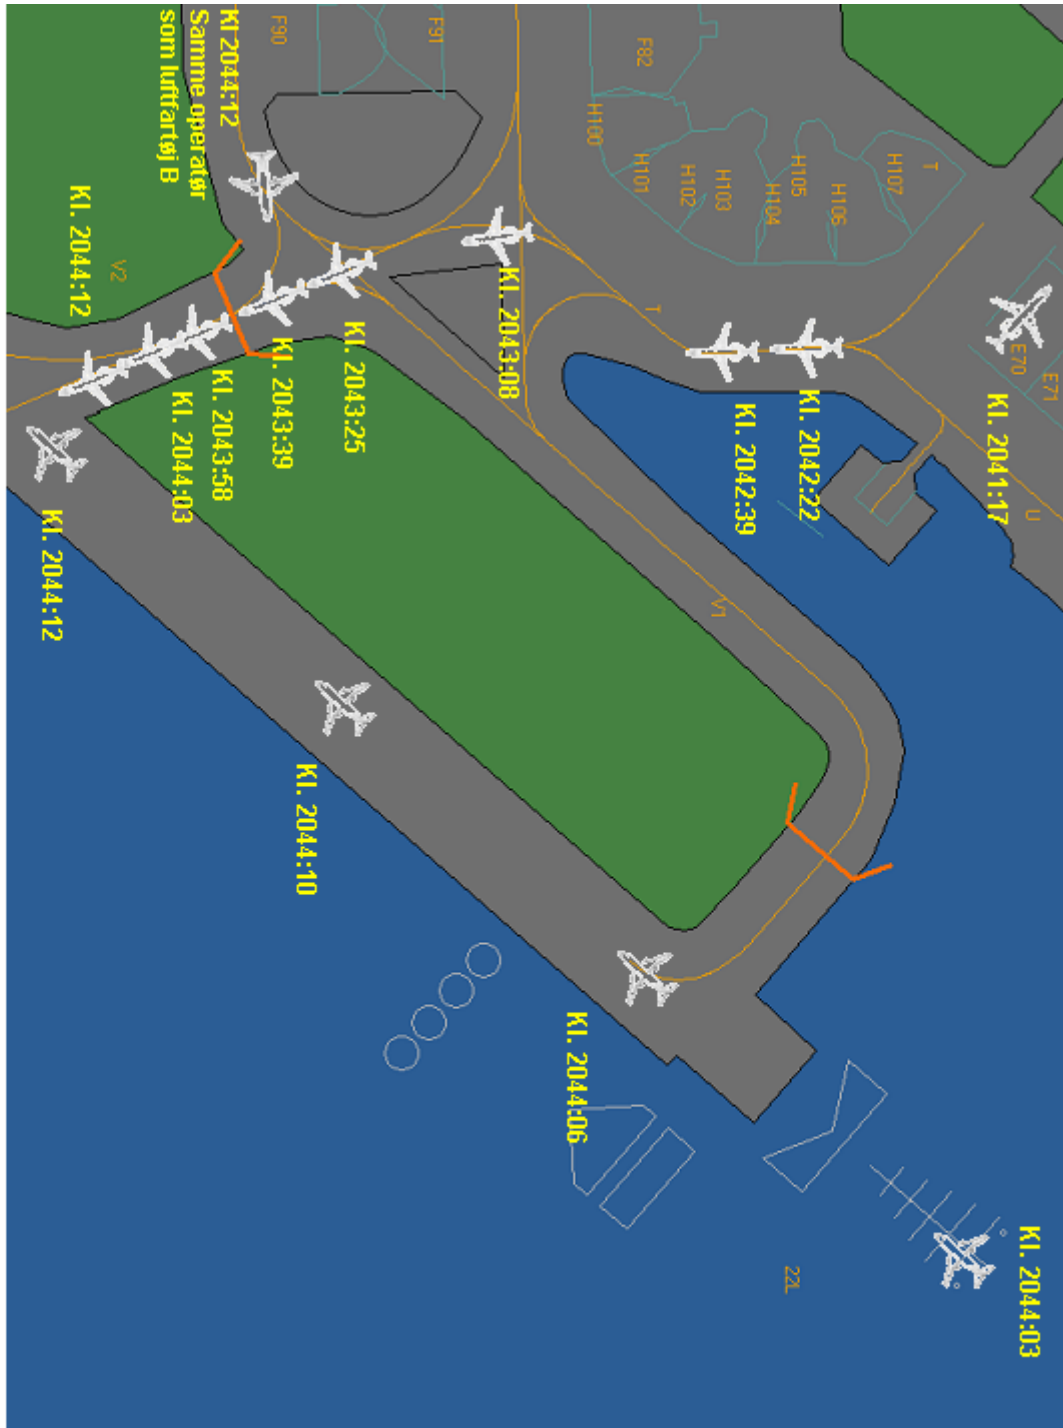 E71
U
Kl. 2044:03
E70
Kl. 2041:17
T
H107
H106
Kl. 2042:22
H105
22L
H104
Kl. 2042:39
H103
V1
H102
T
F82
H101
H100
Kl. 2044:06
Kl. 2043:08
F91
Kl. 2043:25
Kl. 2044:10
Kl. 2043:39
F90
Kl 2044:12
Samme operatør
som luftfartøj B
Kl. 2043:58
Kl. 2044:03
V2
Kl. 2044:12
Kl. 2044:12